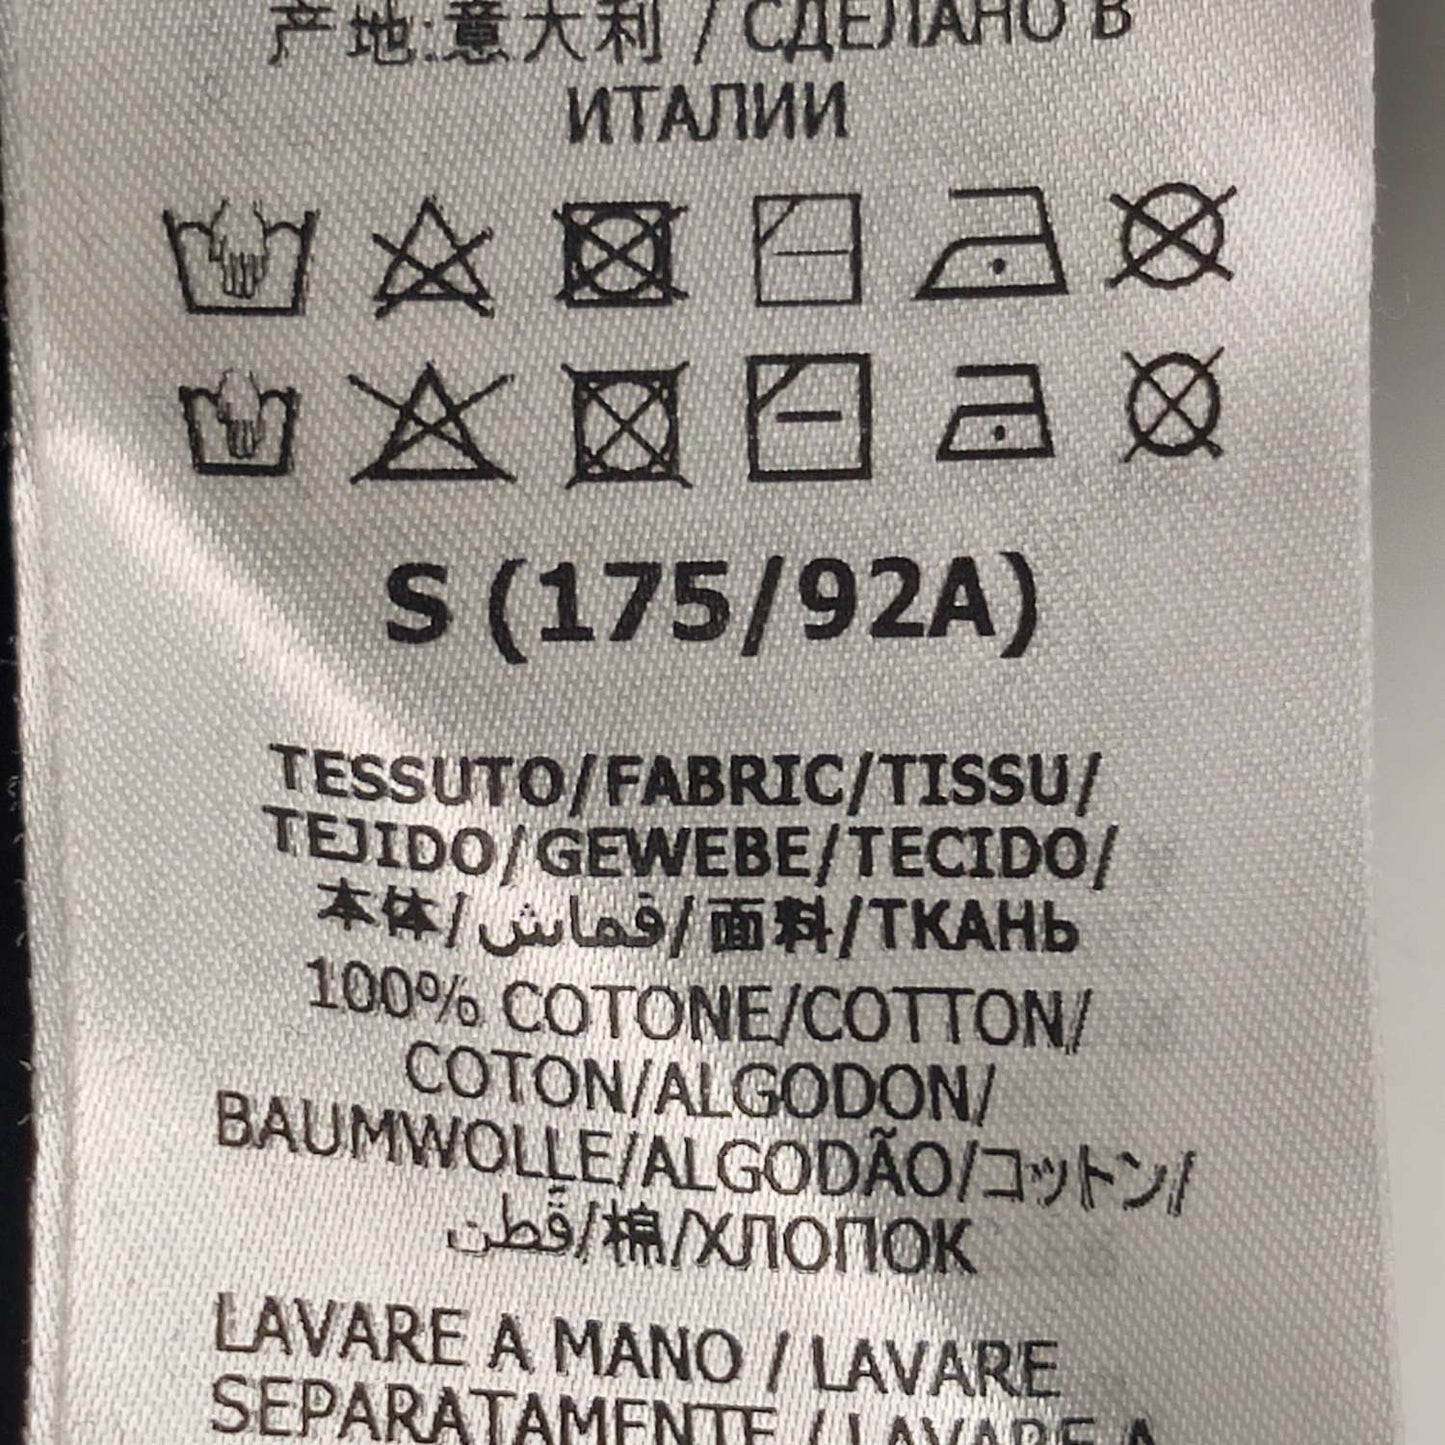 产地:意大利 / СДЕЛАНО В
ИТАЛИИ
S (175/92A)
TESSUTO/FABRIC/TISSU/
TEJIDO/GEWEBE/TECIDO/
本体/قماش/面料/ТКАНЬ
100% COTONE/COTTON/
COTON/ALGODON/
BAUMWOLLE/ALGODÃO/コットン/
قطن/棉/ХЛОПОК
LAVARE A MANO / LAVARE
SEPARATAMENTE / LAVARE A